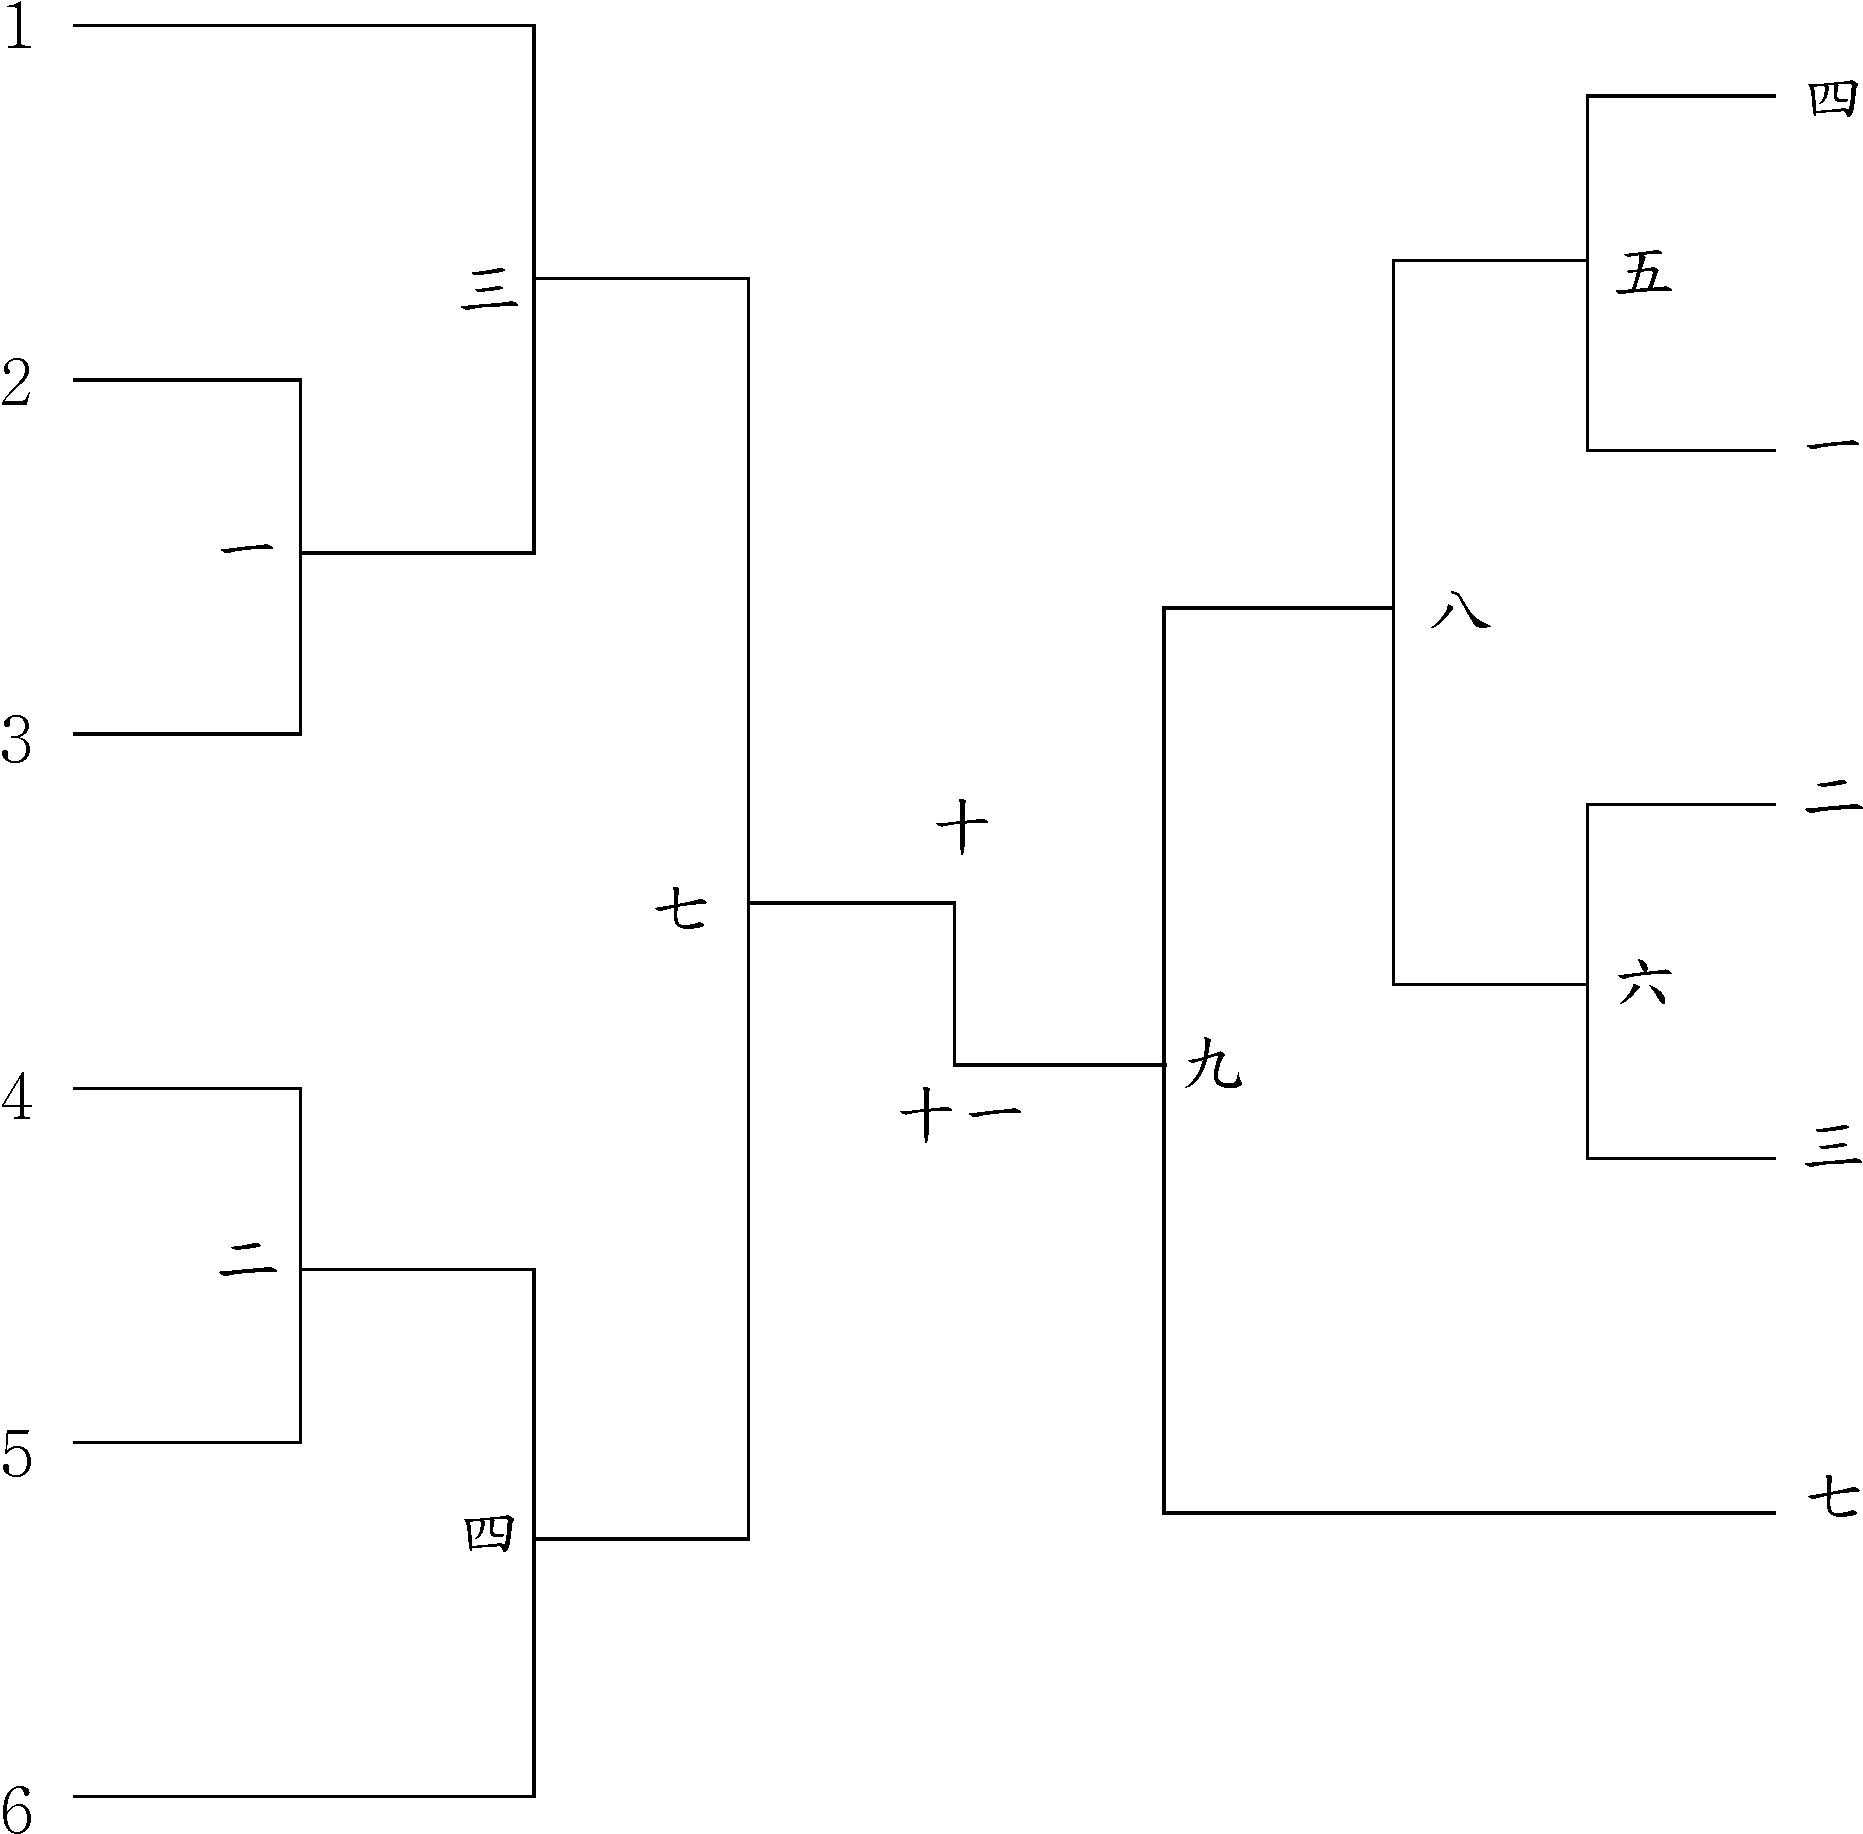 1
四
三
五
2
一
一
八
3
二
十
七
六
九
4
十一
三
二
5
七
四
6